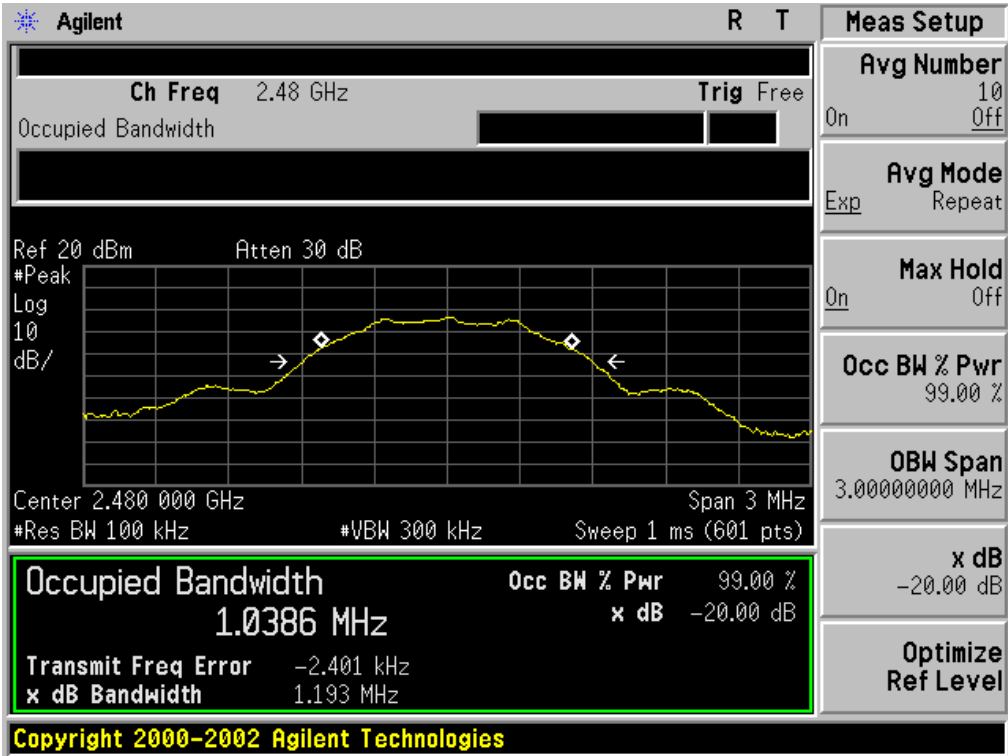 Agilent R T
Ch Freq 2.48 GHz Trig Free
Occupied Bandwidth
Ref 20 dBm Atten 30 dB
#Peak
Log
10
dB/
Center 2.480 000 GHz Span 3 MHz
#Res BW 100 kHz #VBW 300 kHz Sweep 1 ms (601 pts)
Occupied Bandwidth Occ BW % Pwr 99.00 %
1.0386 MHz x dB -20.00 dB
Transmit Freq Error -2.401 kHz
x dB Bandwidth 1.193 MHz
Copyright 2000-2002 Agilent Technologies
Meas Setup
Avg Number
10
On Off
Avg Mode
Exp Repeat
Max Hold
On Off
Occ BW % Pwr
99.00 %
OBW Span
3.00000000 MHz
x dB
-20.00 dB
Optimize
Ref Level